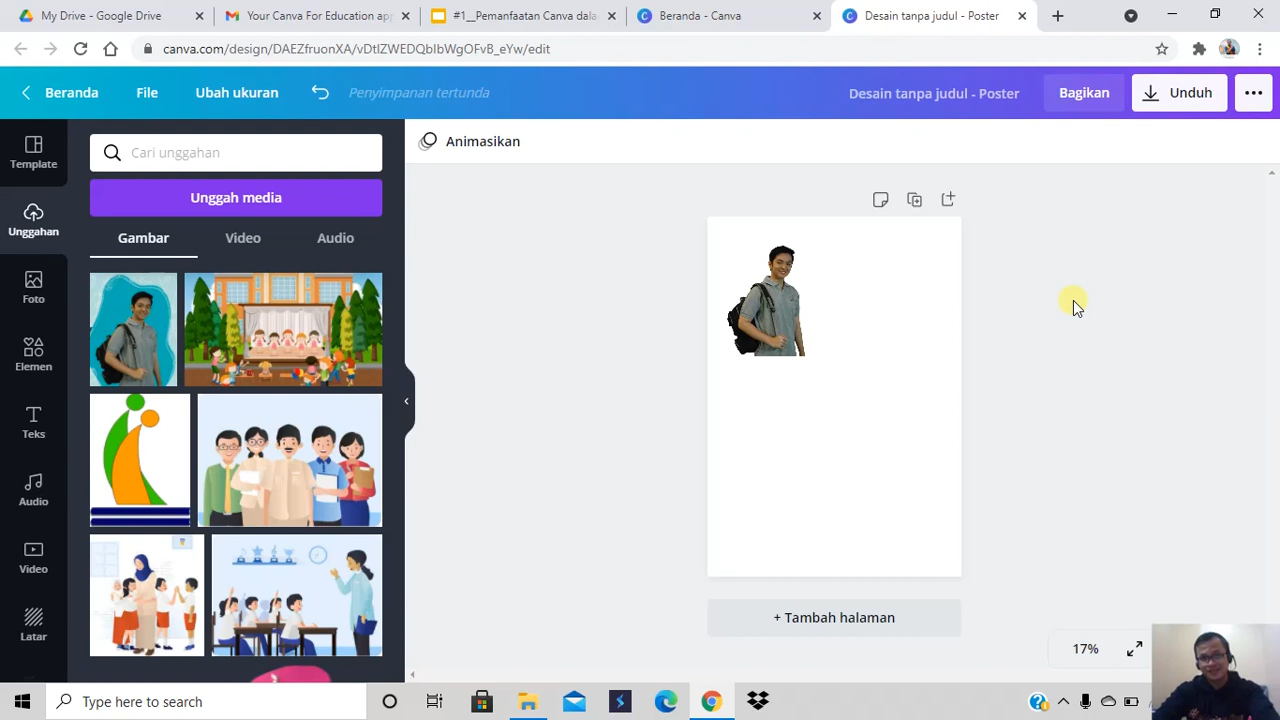 My Drive - Google Drive
Your Canva For Education ap
#1__Pemanfaatan Canva dala
Beranda - Canva
Desain tanpa judul - Poster
canva.com/design/DAEZfruonXA/vDtlZWEDQbIbWgOFv8_eYw/edit
Beranda
File
Ubah ukuran
Penyimpanan tertunda
Desain tanpa judul - Poster
Bagikan
Unduh
Template
Unggahan
Foto
Elemen
Teks
Audio
Video
Latar
Cari unggahan
Unggah media
Gambar
Video
Audio
Animasikan
+ Tambah halaman
17%
Type here to search